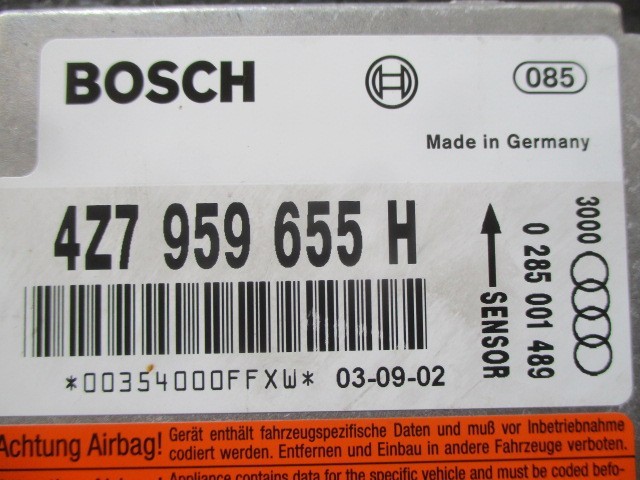 BOSCH
085
Made in Germany
4Z7 959 655 H
SENSOR
0 285 001 489
3000
*00354000FFXW* 03-09-02
Achtung Airbag! Gerät enthält fahrzeugspezifische Daten und muß vor Inbetriebnahme
codiert werden. Entfernen und Einbau in andere Fahrzeuge verboten.
Appliance contains data for the specific vehicle and must be coded befo-